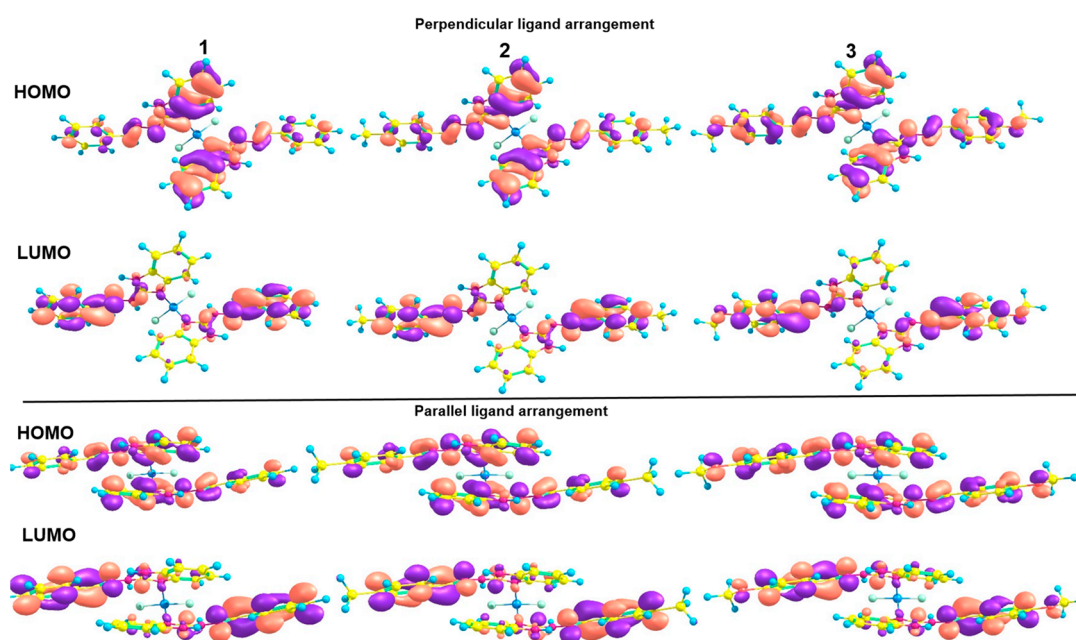 Perpendicular ligand arrangement
1 2 3
HOMO
LUMO
Parallel ligand arrangement
HOMO
LUMO